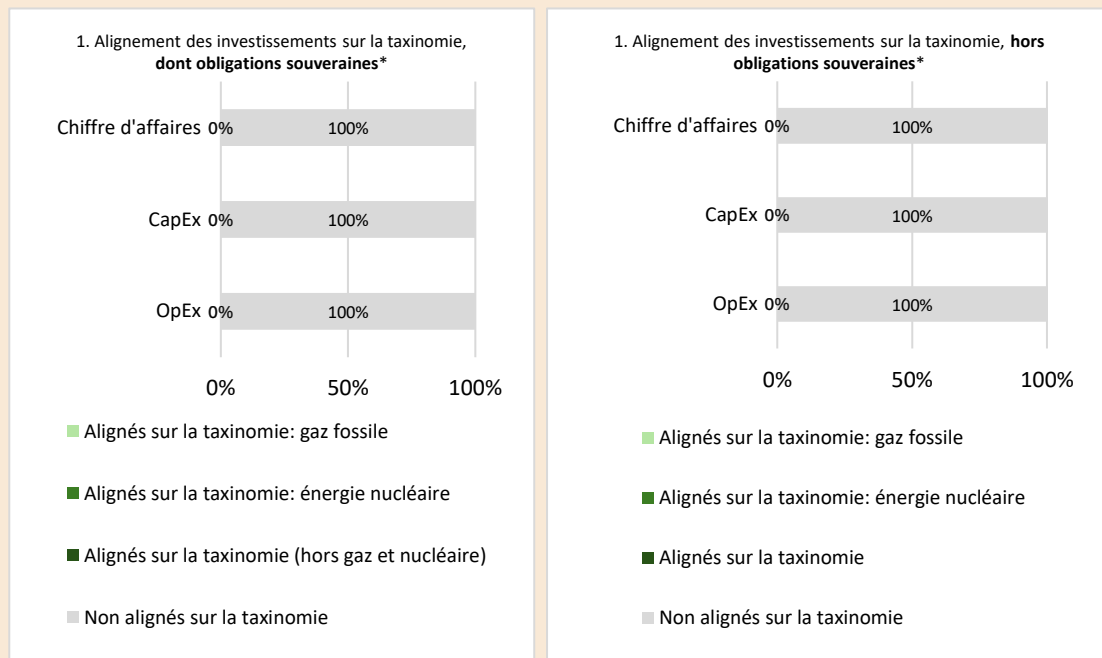 1. Alignement des investissements sur la taxinomie,
dont obligations souveraines*
Chiffre d'affaires 0% 100%
CapEx 0% 100%
OpEx 0% 100%
0% 50% 100%
Alignés sur la taxinomie: gaz fossile
Alignés sur la taxinomie: énergie nucléaire
Alignés sur la taxinomie (hors gaz et nucléaire)
Non alignés sur la taxinomie
1. Alignement des investissements sur la taxinomie, hors
obligations souveraines*
Chiffre d'affaires 0% 100%
CapEx 0% 100%
OpEx 0% 100%
0% 50% 100%
Alignés sur la taxinomie: gaz fossile
Alignés sur la taxinomie: énergie nucléaire
Alignés sur la taxinomie
Non alignés sur la taxinomie